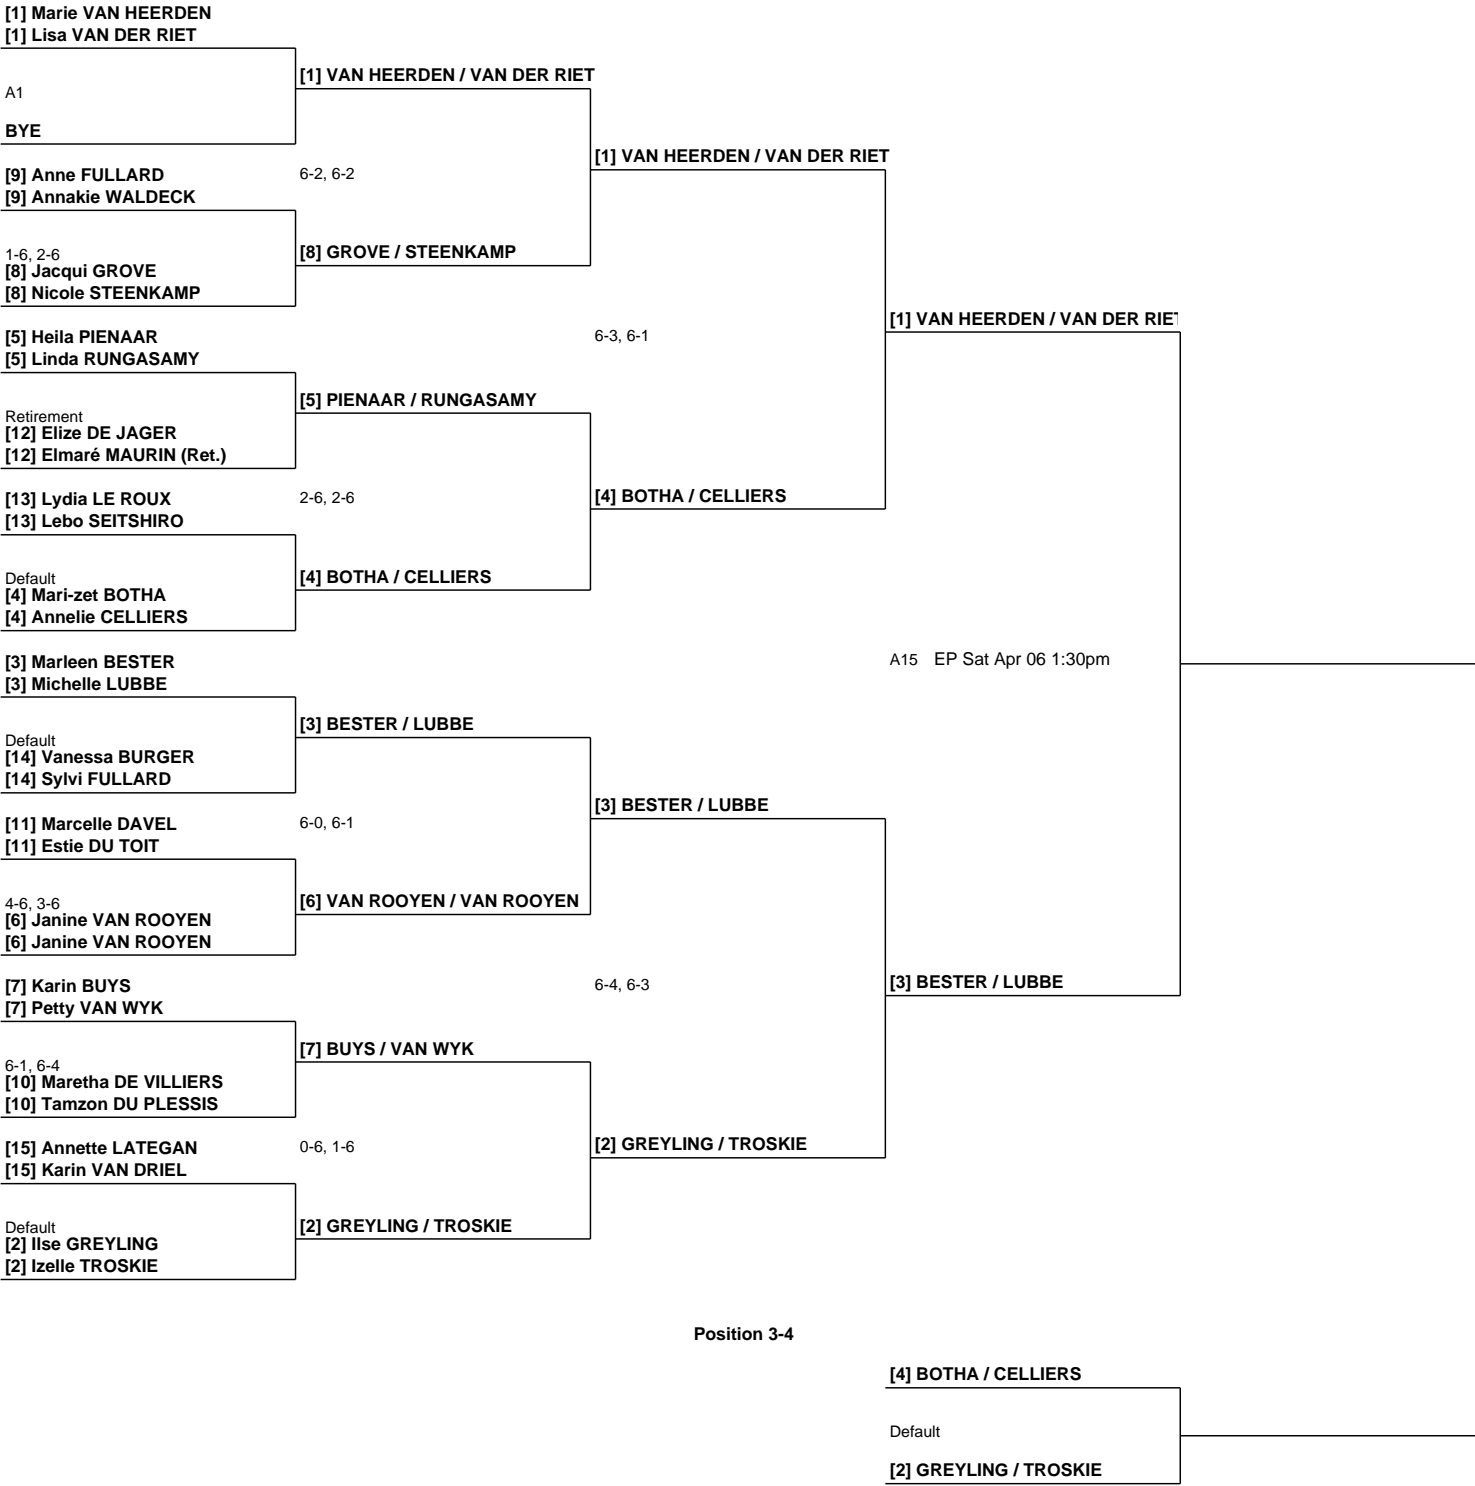 [1] Marie VAN HEERDEN
[1] Lisa VAN DER RIET
[1] VAN HEERDEN / VAN DER RIET
A1
BYE
[1] VAN HEERDEN / VAN DER RIET
[9] Anne FULLARD
6-2, 6-2
[9] Annakie WALDECK
1-6, 2-6
[8] GROVE / STEENKAMP
[8] Jacqui GROVE
[8] Nicole STEENKAMP
[1] VAN HEERDEN / VAN DER RIET
[5] Heila PIENAAR
6-3, 6-1
[5] Linda RUNGASAMY
[5] PIENAAR / RUNGASAMY
Retirement
[12] Elize DE JAGER
[12] Elmaré MAURIN (Ret.)
[13] Lydia LE ROUX
2-6, 2-6
[4] BOTHA / CELLIERS
[13] Lebo SEITSHIRO
Default
[4] BOTHA / CELLIERS
[4] Mari-zet BOTHA
[4] Annelie CELLIERS
[3] Marleen BESTER
A15 EP Sat Apr 06 1:30pm
[3] Michelle LUBBE
[3] BESTER / LUBBE
Default
[14] Vanessa BURGER
[14] Sylvi FULLARD
[3] BESTER / LUBBE
[11] Marcelle DAVEL
6-0, 6-1
[11] Estie DU TOIT
4-6, 3-6
[6] VAN ROOYEN / VAN ROOYEN
[6] Janine VAN ROOYEN
[6] Janine VAN ROOYEN
[7] Karin BUYS
6-4, 6-3
[3] BESTER / LUBBE
[7] Petty VAN WYK
[7] BUYS / VAN WYK
6-1, 6-4
[10] Maretha DE VILLIERS
[10] Tamzon DU PLESSIS
[15] Annette LATEGAN
0-6, 1-6
[2] GREYLING / TROSKIE
[15] Karin VAN DRIEL
Default
[2] GREYLING / TROSKIE
[2] Ilse GREYLING
[2] Izelle TROSKIE
Position 3-4
[4] BOTHA / CELLIERS
Default
[2] GREYLING / TROSKIE